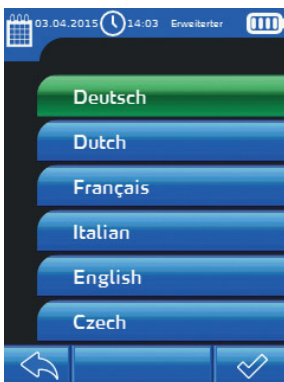 03.04.2015 14:03 Erweiterter
Deutsch
Dutch
Français
Italian
English
Czech